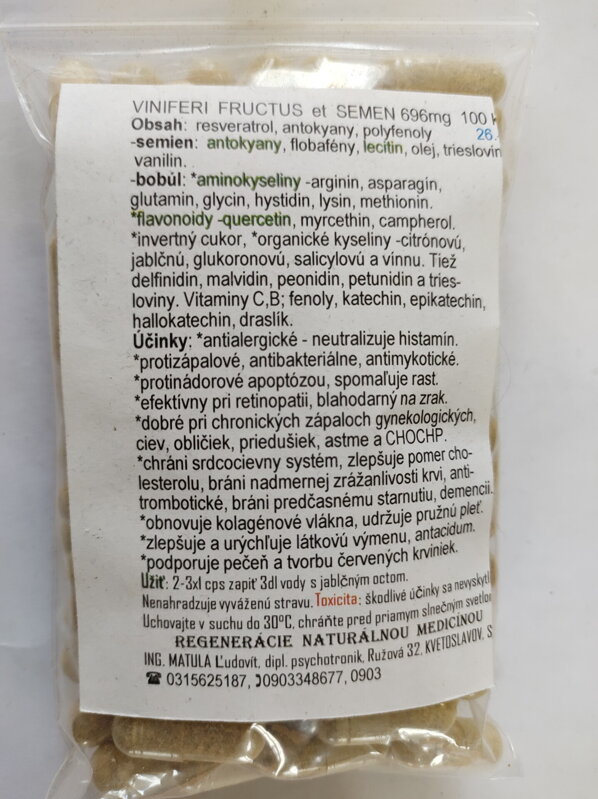 VINIFERI FRUCTUS et SEMEN 696mg 100
Obsah: resveratrol, antokyany, polyfenoly 26.
-semien: antokyany, flobafény, lecitín, olej, trieslovin
vanilin.
-bobúl: *aminokyseliny -arginín, asparagín,
glutamin, glycin, hystidin, lysin, methionin.
*flavonoidy -quercetin, myrcethin, campherol.
*invertný cukor, *organické kyseliny -citrónovú,
jablčnú, glukoronovú, salicylovú a vínnu. Tiež
delfinidin, malvidin, peonidin, petunidin a tries-
loviny. Vitaminy C,B; fenoly, katechin, epikatechin,
hallokatechin, draslík.
Účinky: *antialergické - neutralizuje histamín.
*protizápalové, antibakteriálne, antimykotické.
*protinádorové apoptózou, spomaľuje rast.
*efektívny pri retinopatii, blahodarný na zrak.
*dobré pri chronických zápaloch gynekologických,
ciev, obličiek, priedušiek, astme a CHOCHP.
*chráni srdcocievny systém, zlepšuje pomer cho-
lesterolu, bráni nadmernej zrážanlivosti krvi, anti-
trombotické, bráni predčasnému starnutiu, demencii.
*obnovuje kolagénové vlákna, udržuje pružnú pleť.
*zlepšuje a urýchľuje látkovú výmenu, antacidum.
*podporuje pečeň a tvorbu červených krviniek.
Užiť: 2-3x1 cps zapiť 3dl vody s jablčným octom.
Nenahradzuje vyváženú stravu. Toxicita: škodlivé účinky sa nevyskytl
Uchovajte v suchu do 30°C, chráňte pred priamym slnečným svetlom
REGENERÁCIE NATURÁLNOU MEDICÍNOU
ING. MATULA Ľudovít, dipl. psychotronik, Ružová 32. KVETOSLAVOV, S
☎ 0315625187, 0903348677, 0903